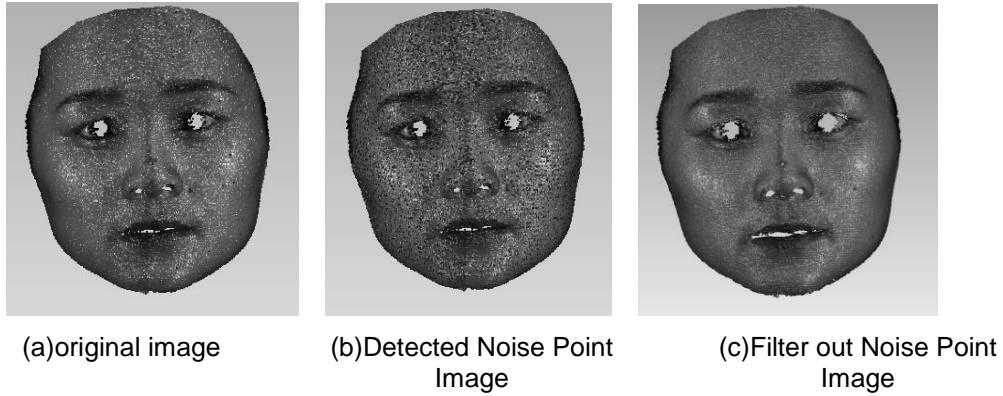 (a)original image
(b)Detected Noise Point
Image
(c)Filter out Noise Point
Image